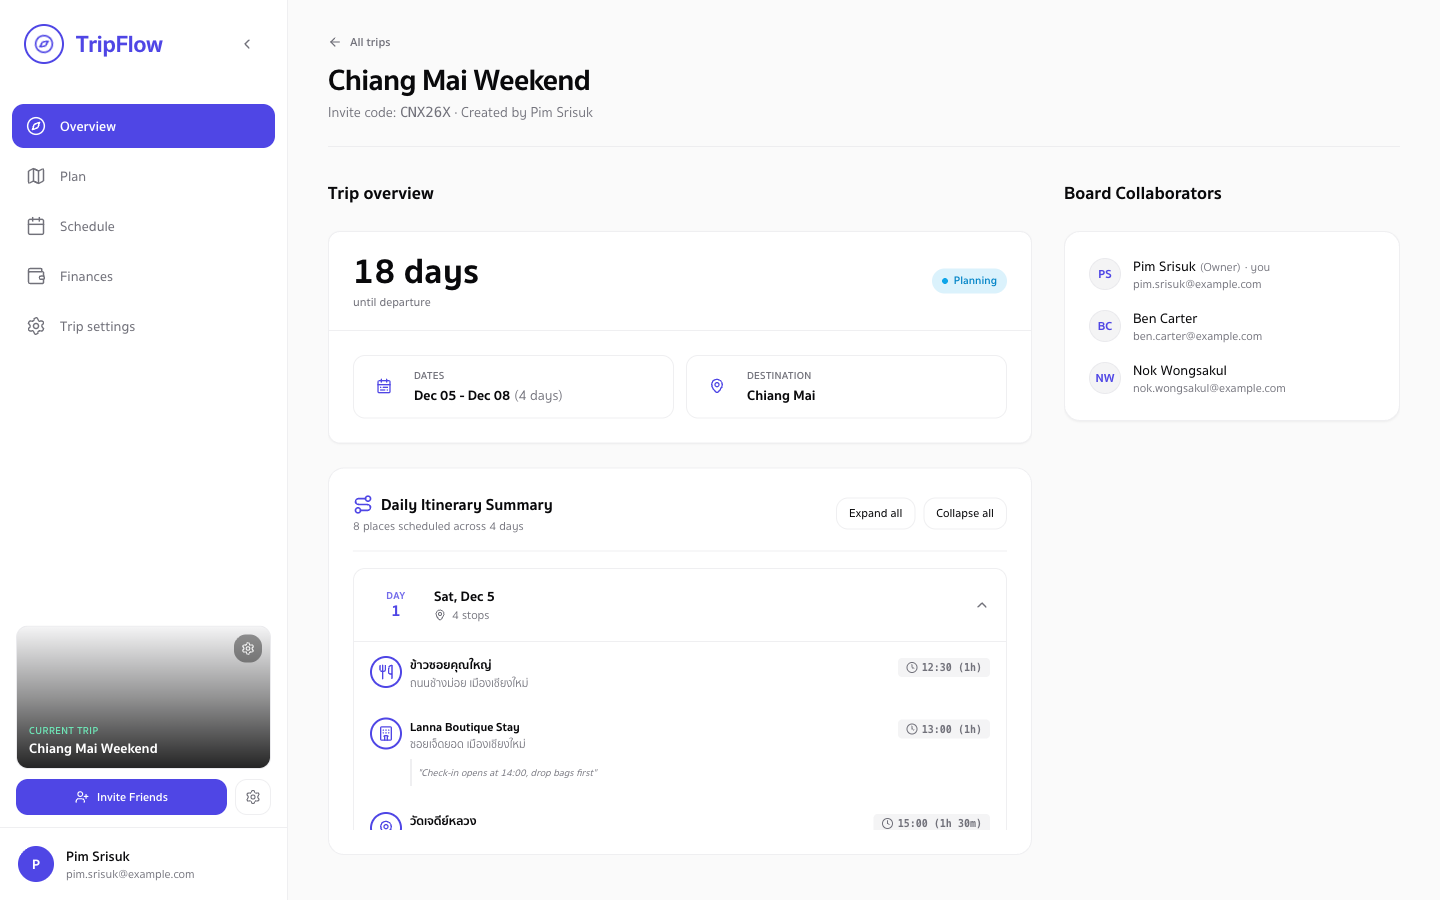 TripFlow
Overview
Plan
Schedule
Finances
Trip settings
CURRENT TRIP
Chiang Mai Weekend
Invite Friends
P
Pim Srisuk
pim.srisuk@example.com
All trips
Chiang Mai Weekend
Invite code: CNX26X · Created by Pim Srisuk
Trip overview
18 days
until departure
Planning
DATES
Dec 05 - Dec 08 (4 days)
DESTINATION
Chiang Mai
Daily Itinerary Summary
8 places scheduled across 4 days
Expand all
Collapse all
DAY
1
Sat, Dec 5
4 stops
ข้าวซอยคุณใหญ่
ถนนช้างม่อย เมืองเชียงใหม่
12:30 (1h)
Lanna Boutique Stay
ซอยเจ็ดยอด เมืองเชียงใหม่
13:00 (1h)
"Check-in opens at 14:00, drop bags first"
วัดเจดีย์หลวง
15:00 (1h 30m)
Board Collaborators
PS
Pim Srisuk (Owner) · you
pim.srisuk@example.com
BC
Ben Carter
ben.carter@example.com
NW
Nok Wongsakul
nok.wongsakul@example.com